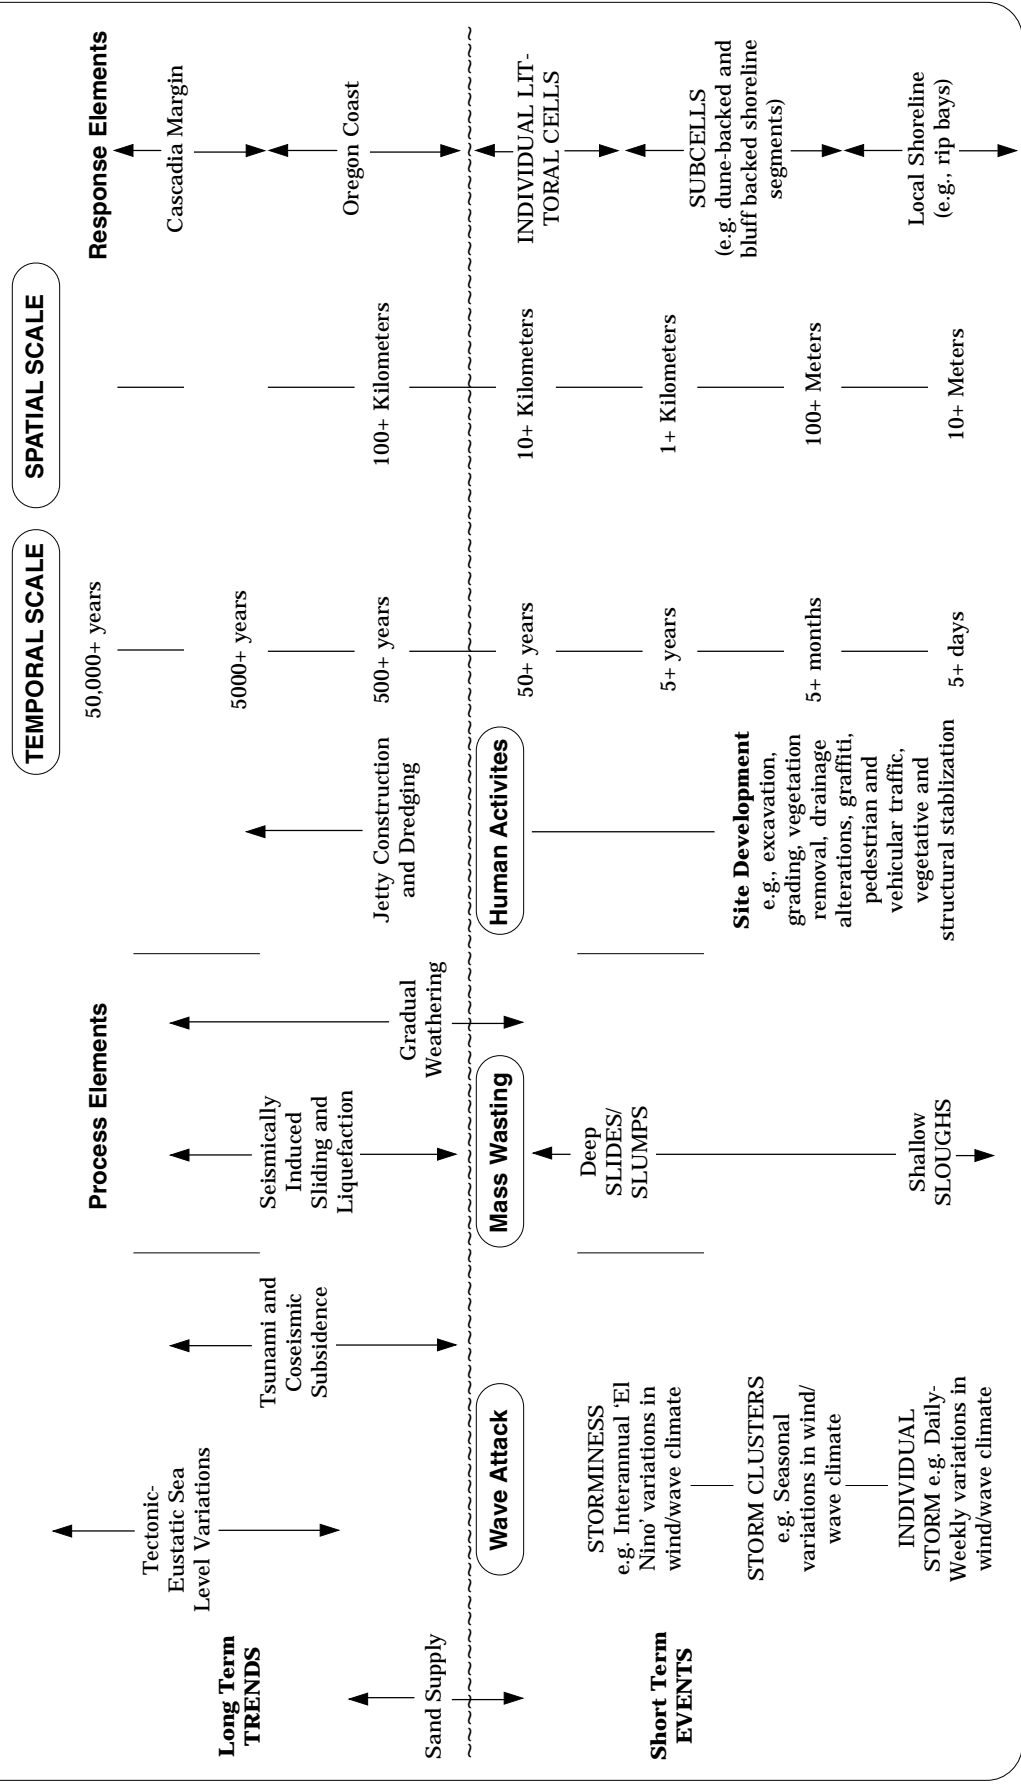 TEMPORAL SCALE
SPATIAL SCALE
Process Elements
Response Elements
Long Term
TRENDS
Tectonic-
Eustatic Sea
Level Variations
Tsunami and
Coseismic
Subsidence
Seismically
Induced
Sliding and
Liquefaction
Gradual
Weathering
Jetty Construction
and Dredging
50,000+ years
5000+ years
500+ years
100+ Kilometers
Cascadia Margin
Oregon Coast
Sand Supply
Wave Attack
Mass Wasting
Human Activites
Short Term
EVENTS
STORMINESS
e.g. Interannual ‘El
Nino’ variations in
wind/wave climate
STORM CLUSTERS
e.g. Seasonal
variations in wind/
wave climate
INDIVIDUAL
STORM e.g. Daily-
Weekly variations in
wind/wave climate
Deep
SLIDES/
SLUMPS
Shallow
SLOUGHS
Site Development
e.g., excavation,
grading, vegetation
removal, drainage
alterations, graffiti,
pedestrian and
vehicular traffic,
vegetative and
structural stablization
50+ years
5+ years
5+ months
5+ days
10+ Kilometers
1+ Kilometers
100+ Meters
10+ Meters
INDIVIDUAL LIT-
TORAL CELLS
SUBCELLS
(e.g. dune-backed and
bluff backed shoreline
segments)
Local Shoreline
(e.g., rip bays)